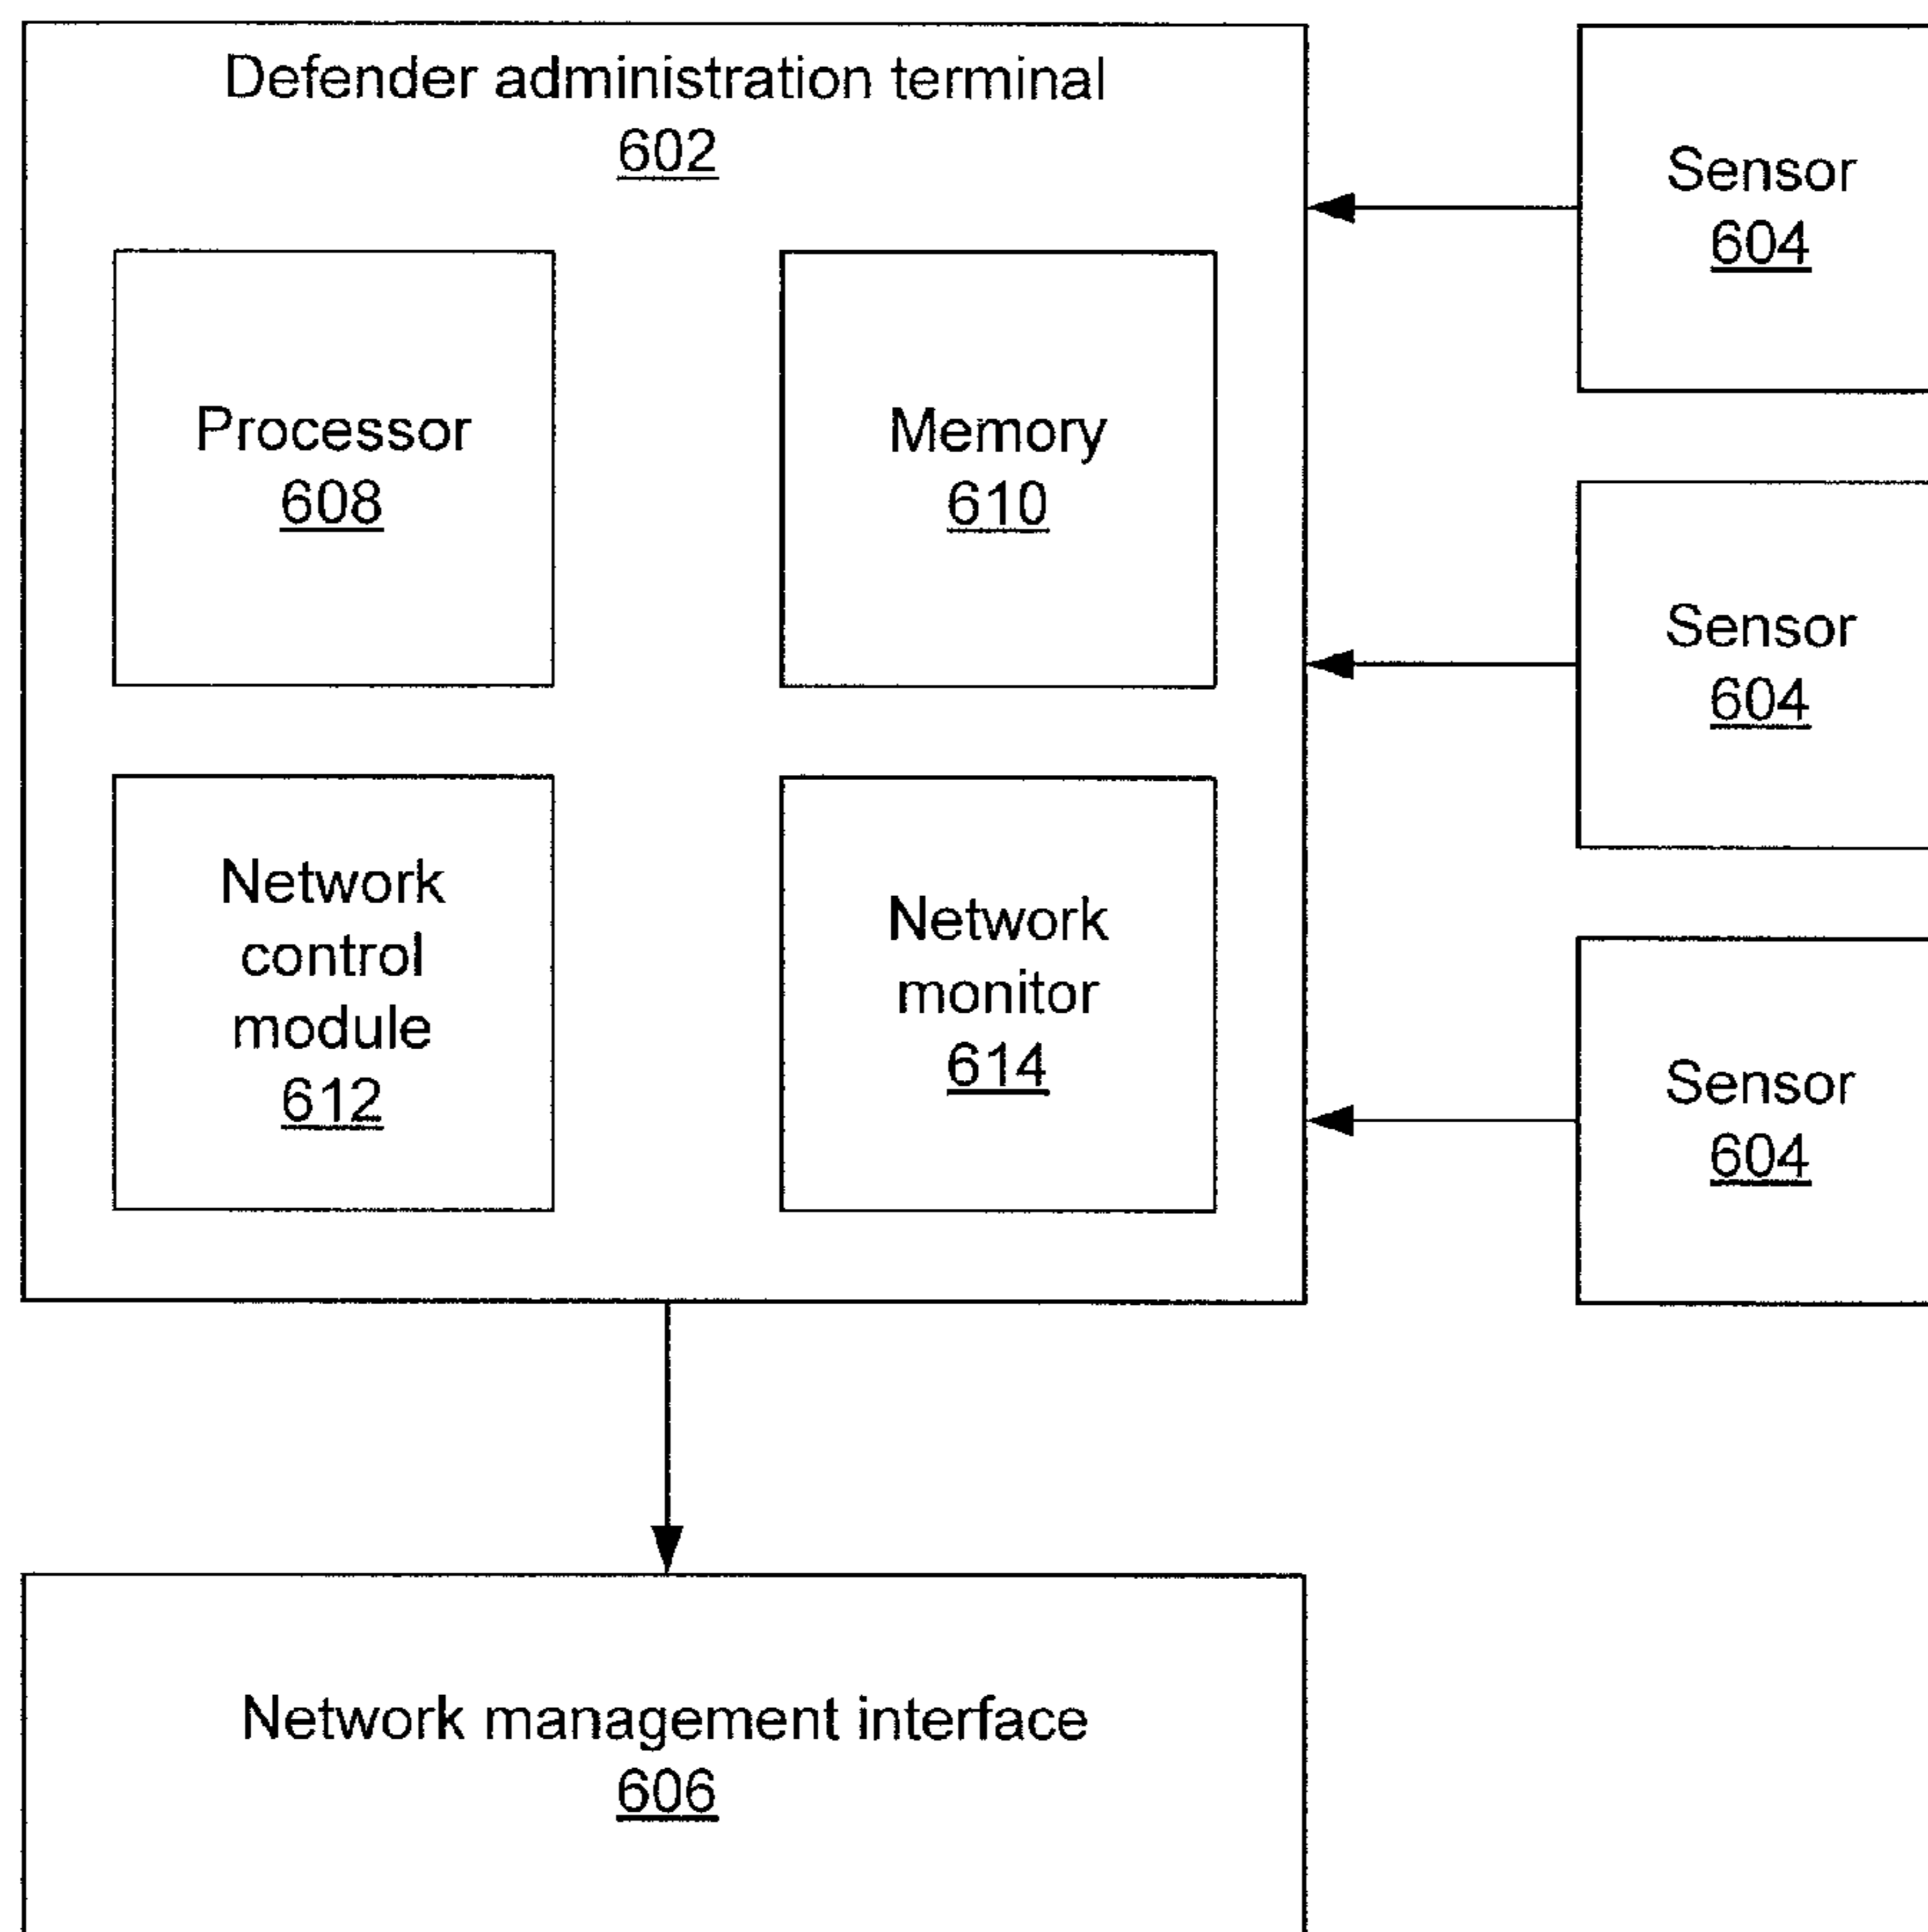 Defender administration terminal
602
Processor
608
Memory
610
Network
control
module
612
Network
monitor
614
Sensor
604
Sensor
604
Sensor
604
Network management interface
606